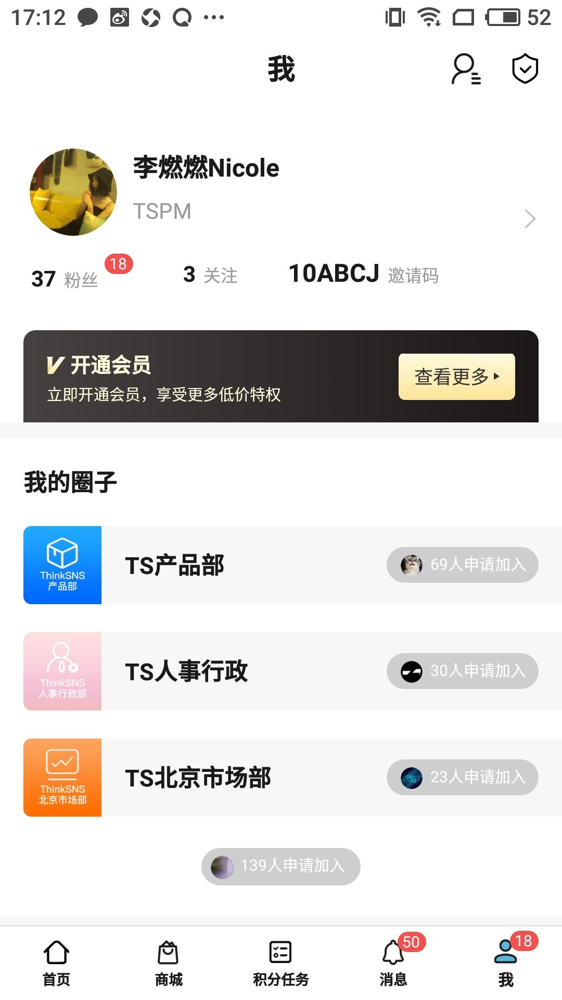 17:12 52
我
李燃燃Nicole
TSPM
37 粉丝 18 3 关注 10ABCJ 邀请码
开通会员
立即开通会员，享受更多低价特权
查看更多
我的圈子
ThinkSNS
产品部
TS产品部
69人申请加入
ThinkSNS
人事行政部
TS人事行政
30人申请加入
ThinkSNS
北京市场部
TS北京市场部
23人申请加入
139人申请加入
50 18
首页 商城 积分任务 消息 我